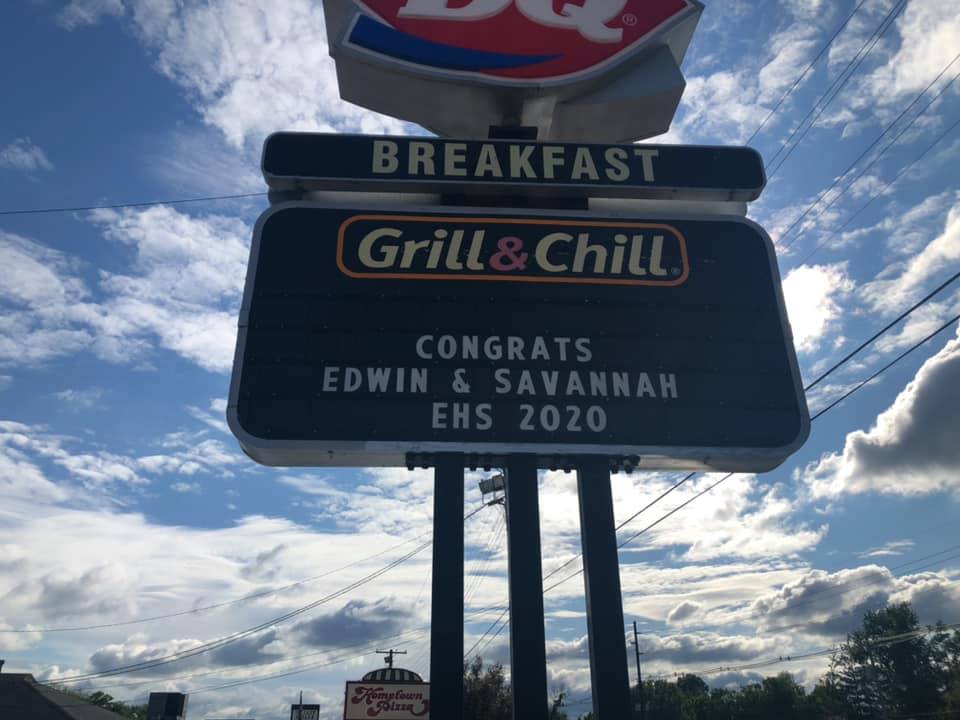 DQ®
BREAKFAST
Grill & Chill®
CONGRATS
EDWIN & SAVANNAH
EHS 2020
Hometown
Pizza